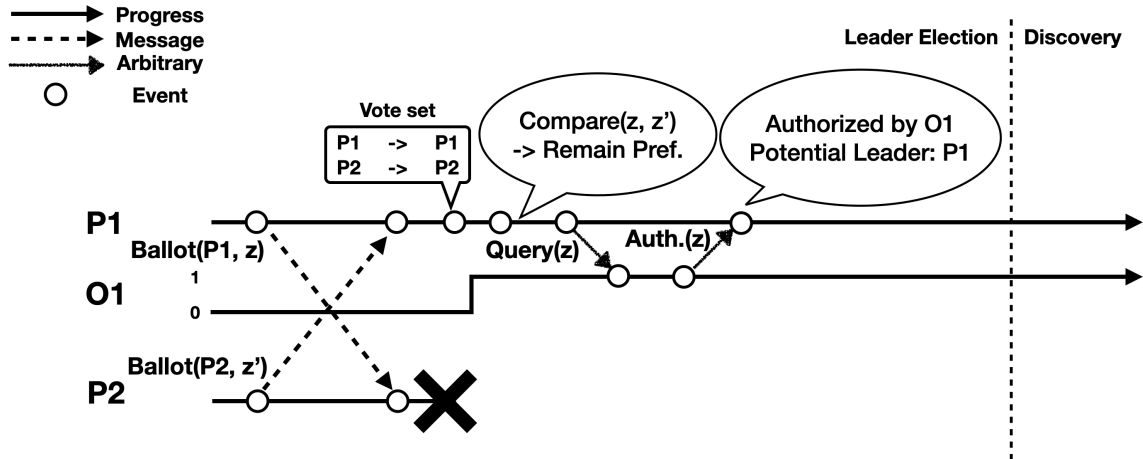 Progress
Message
Arbitrary
Event
Leader Election
Discovery
Vote set
P1 -> P1
P2 -> P2
Compare(z, z’)
-> Remain Pref.
Authorized by O1
Potential Leader: P1
P1
Ballot(P1, z)
Query(z)
Auth.(z)
O1
1
0
Ballot(P2, z’)
P2